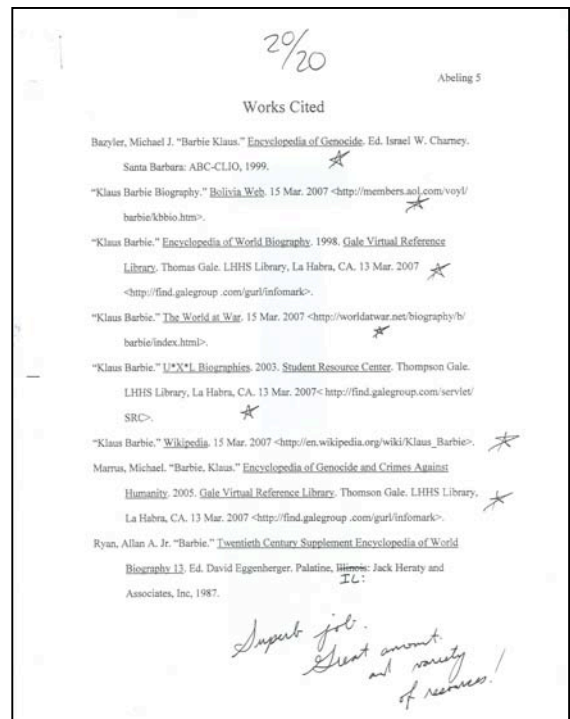 20/20
Abeling 5
Works Cited
Bazyler, Michael J. “Barbie Klaus.” Encyclopedia of Genocide. Ed. Israel W. Charney.
Santa Barbara: ABC-CLIO, 1999.
“Klaus Barbie Biography.” Bolivia Web. 15 Mar. 2007 <http://members.aol.com/voyl/
barbie/kbbio.htm>.
“Klaus Barbie.” Encyclopedia of World Biography. 1998. Gale Virtual Reference
Library. Thomas Gale. LHHS Library, La Habra, CA. 13 Mar. 2007
<http://find.galegroup .com/gurl/infomark>.
“Klaus Barbie.” The World at War. 15 Mar. 2007 <http://worldatwar.net/biography/b/
barbie/index.html>.
“Klaus Barbie.” U*X*L Biographies. 2003. Student Resource Center. Thompson Gale.
LHHS Library, La Habra, CA. 13 Mar. 2007< http://find.galegroup.com/servlet/
SRC>.
“Klaus Barbie.” Wikipedia. 15 Mar. 2007 <http://en.wikipedia.org/wiki/Klaus_Barbie>.
Marrus, Michael. “Barbie, Klaus.” Encyclopedia of Genocide and Crimes Against
Humanity. 2005. Gale Virtual Reference Library. Thomson Gale. LHHS Library,
La Habra, CA. 13 Mar. 2007 <http://find.galegroup .com/gurl/infomark>.
Ryan, Allan A. Jr. “Barbie.” Twentieth Century Supplement Encyclopedia of World
Biography 13. Ed. David Eggenherger. Palatine, Illinois: Jack Heraty and
IL:
Associates, Inc, 1987.
Superb job.
Great amount
and variety
of resources!